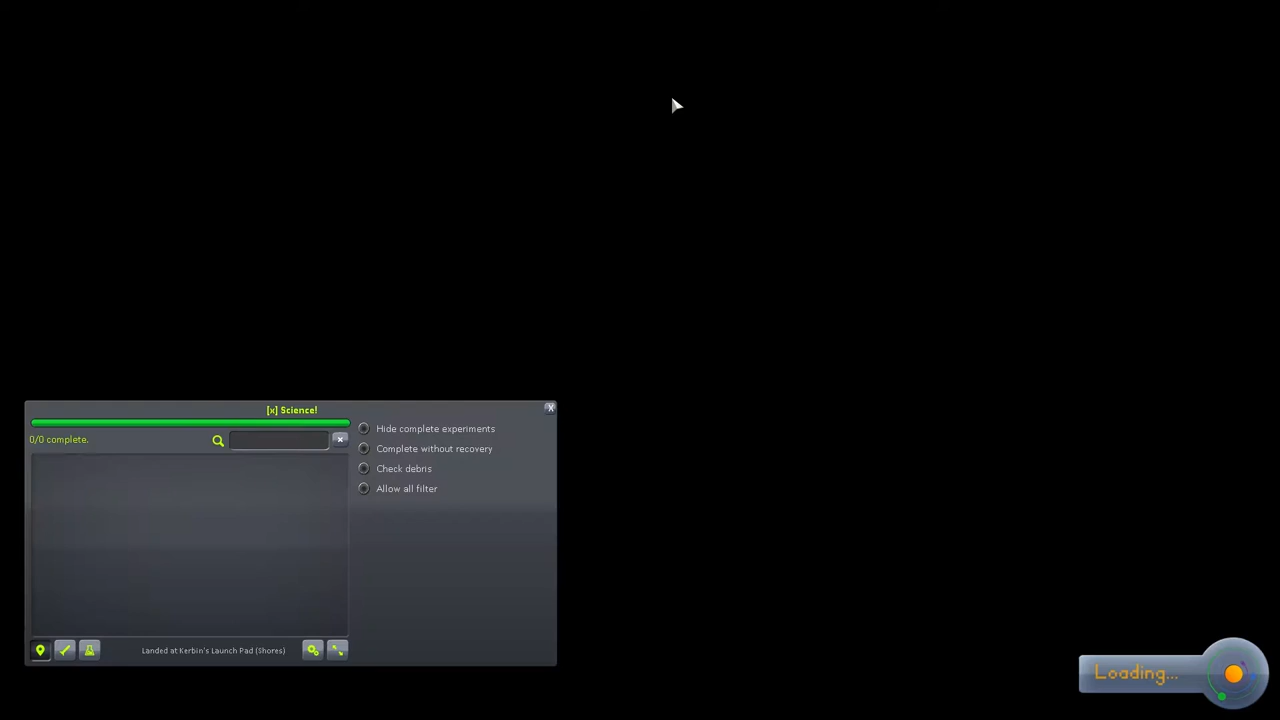 [x] Science!
0/0 complete.
Hide complete experiments
Complete without recovery
Check debris
Allow all filter
Landed at Kerbin's Launch Pad (Shores)
Loading...